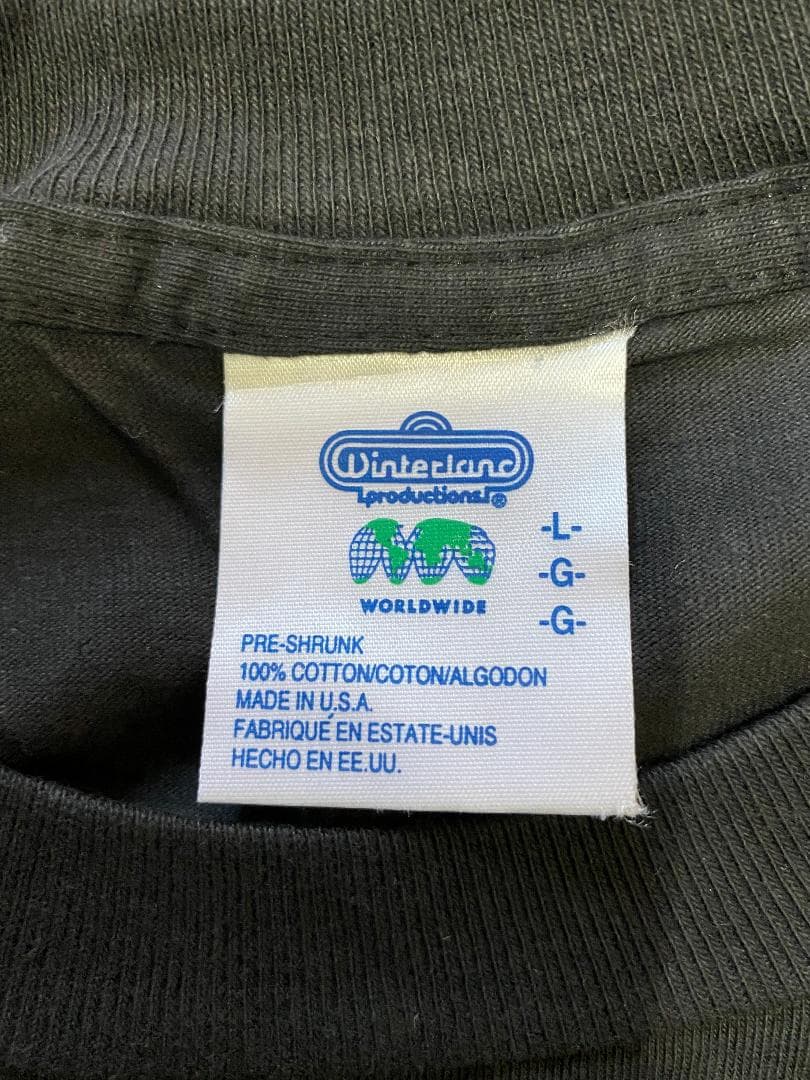 Winterland
productions®
WORLDWIDE
-L-
-G-
-G-
PRE-SHRUNK
100% COTTON/COTON/ALGODON
MADE IN U.S.A.
FABRIQUÉ EN ESTATE-UNIS
HECHO EN EE.UU.